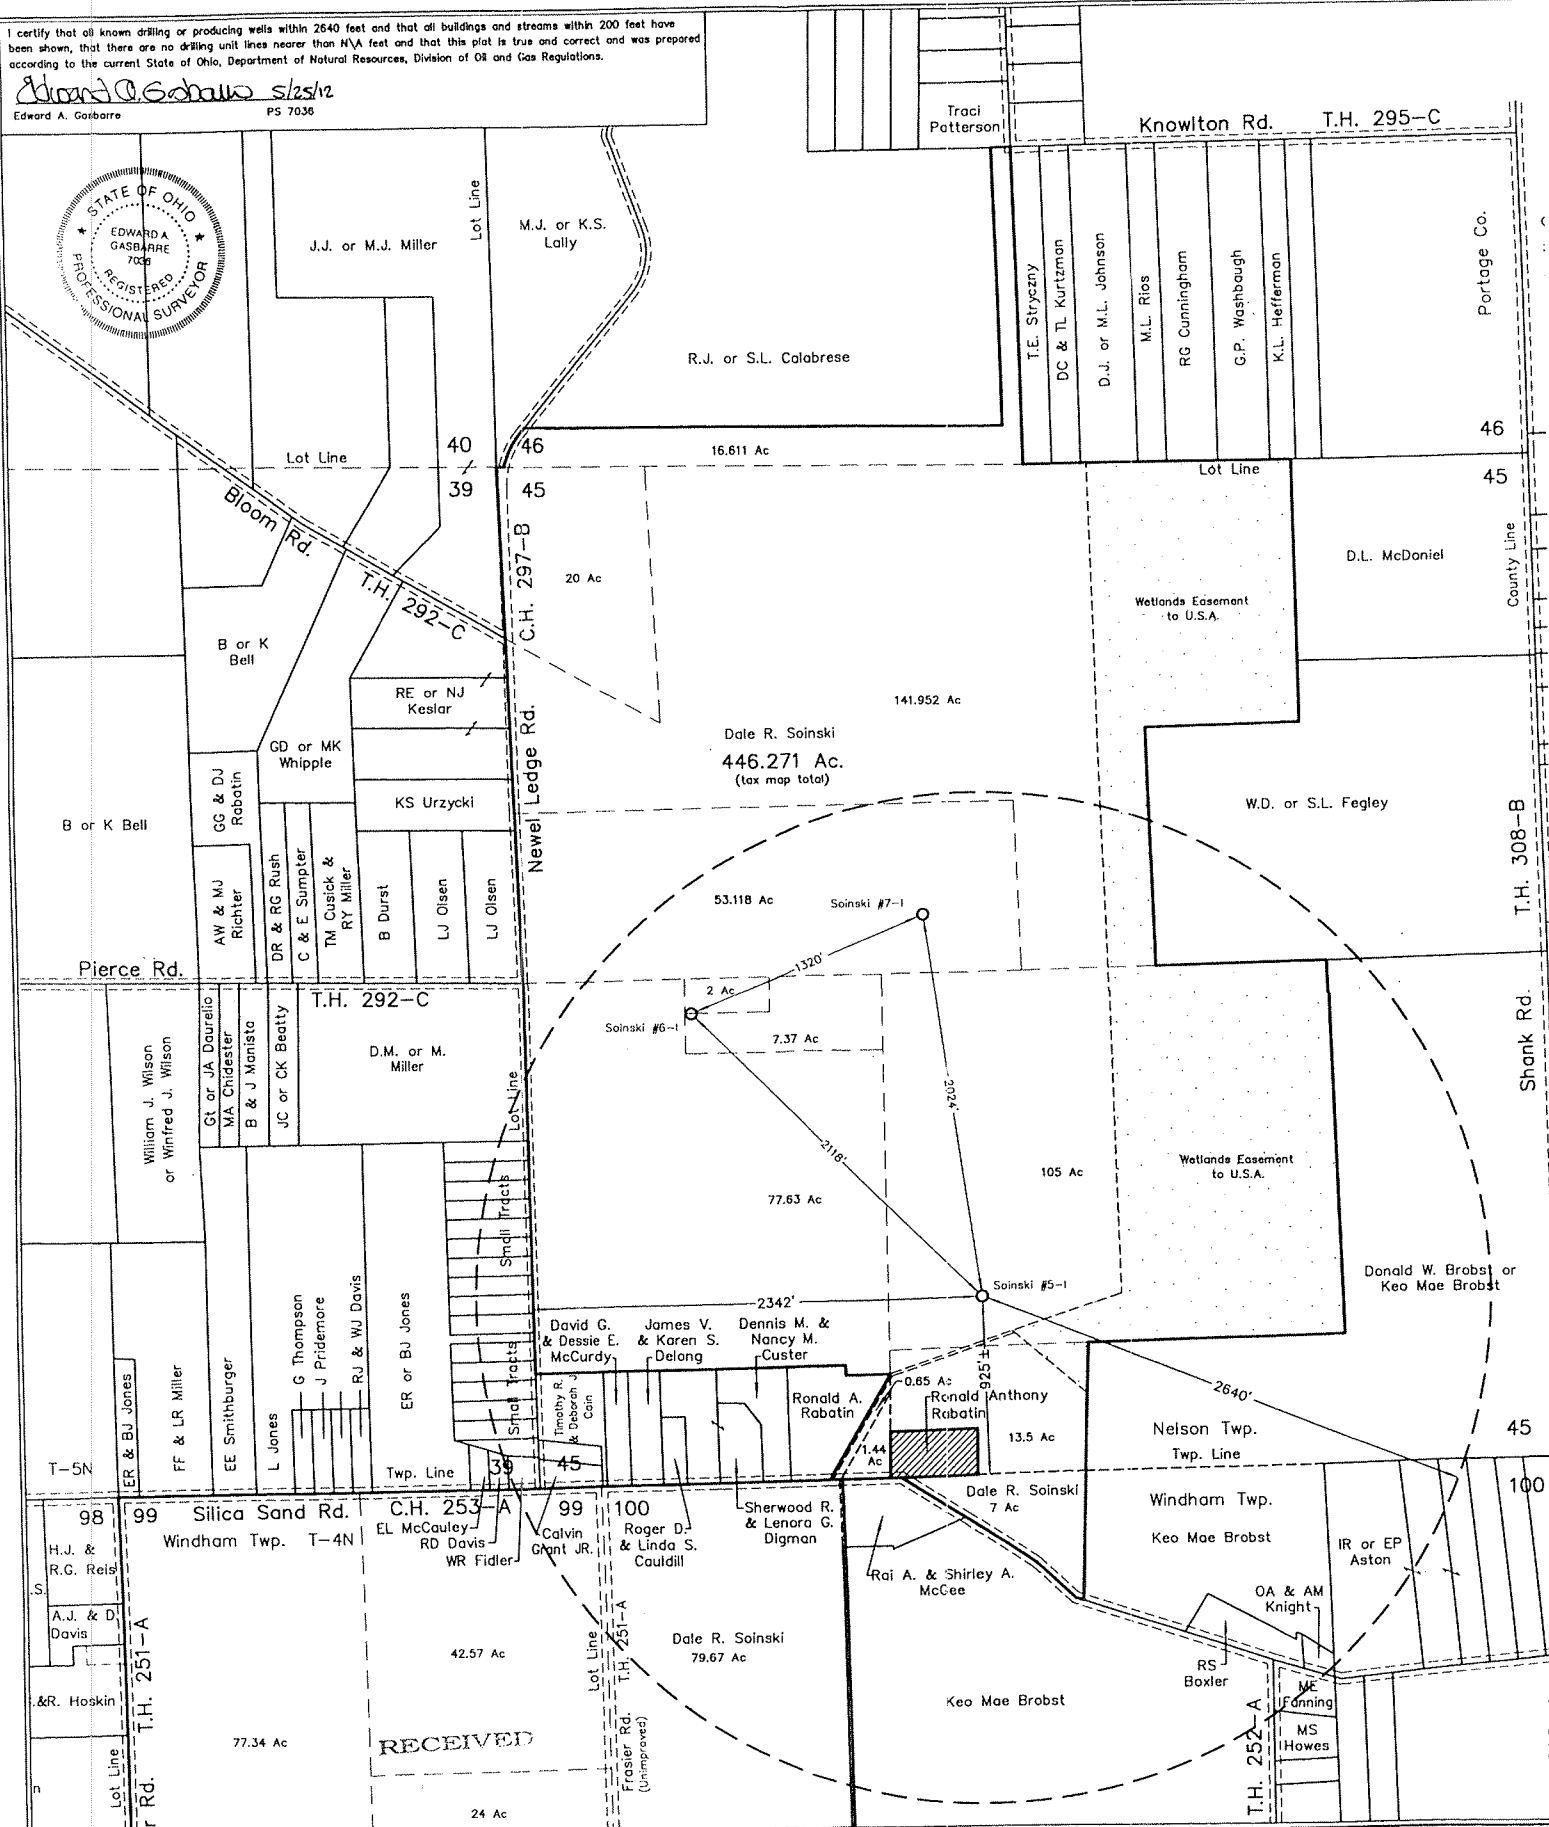 I certify that all known drilling or producing wells within 2640 feet and that all buildings and streams within 200 feet have
been shown, that there are no drilling unit lines nearer than N\A feet and that this plat is true and correct and was prepared
according to the current State of Ohio, Department of Natural Resources, Division of Oil and Gas Regulations.
Edward A. Gasbarre 5/25/12
Edward A. Gasbarre PS 7036
STATE OF OHIO
EDWARD A
GASBARRE
7036
REGISTERED
PROFESSIONAL SURVEYOR
Traci
Patterson
Knowlton Rd. T.H. 295-C
J.J. or M.J. Miller
Lot Line
M.J. or K.S.
Lally
R.J. or S.L. Calabrese
T.E. Stryczny
DC & TL Kurtzman
D.J. or M.L. Johnson
M.L. Rios
RG Cunningham
G.P. Washbaugh
K.L. Hefferman
Portage Co.
Lot Line
40
46
16.611 Ac
46
39
45
Lot Line
45
Bloom Rd.
T.H. 292-C
C.H. 297-B
20 Ac
Wetlands Easement
to U.S.A.
D.L. McDaniel
County Line
B or K
Bell
RE or NJ
Keslar
141.952 Ac
Dale R. Soinski
446.271 Ac.
(tax map total)
GD or MK
Whipple
Newel Ledge Rd.
GG & DJ
Rabatin
KS Urzycki
B or K Bell
W.D. or S.L. Fegley
T.H. 308-B
AW & MJ
Richter
DR & RG Rush
C & E Sumpter
TM Cusick &
RY Miller
B Durst
LJ Olsen
LJ Olsen
53.118 Ac
Soinski #7-I
Pierce Rd.
T.H. 292-C
1320'
2 Ac
Soinski #6-I
7.37 Ac
William J. Wilson
or Winfred J. Wilson
Gt or JA Daurelio
MA Chidester
B & J Manista
JC or CK Beatty
D.M. or M.
Miller
Lot Line
Shank Rd.
2024'
2118'
105 Ac
Wetlands Easement
to U.S.A.
77.63 Ac
Small Tracts
Soinski #5-I
Donald W. Brobst or
Keo Mae Brobst
2342'
David G.
& Dessie E.
McCurdy
James V.
& Karen S.
Delong
Dennis M. &
Nancy M.
Custer
925'±
2640'
0.65 Ac
Ronald A.
Rabatin
Ronald Anthony
Rabatin
1.44
Ac
13.5 Ac
Nelson Twp.
Twp. Line
45
ER & BJ Jones
FF & LR Miller
EE Smithburger
L Jones
G Thompson
J Pridemore
RJ & WJ Davis
ER or BJ Jones
Small Tracts
Timothy R.
& Deborah J.
Cain
T-5N
Twp. Line
39
45
98
99
Silica Sand Rd. C.H. 253-A
99
100
100
Windham Twp. T-4N
EL McCauley
RD Davis
WR Fidler
Calvin
Grant JR.
Roger D.
& Linda S.
Cauldill
Sherwood R.
& Lenora G.
Digman
Dale R. Soinski
7 Ac
Windham Twp.
Keo Mae Brobst
IR or EP
Aston
H.J. &
R.G. Reis
.S.
A.J. & D
Davis
Rai A. & Shirley A.
McGee
OA & AM
Knight
RS
Boxler
T.H. 251-A
42.57 Ac
Lot Line
T.H. 251-A
Dale R. Soinski
79.67 Ac
.&R. Hoskin
Keo Mae Brobst
ME
Fanning
MS
Howes
77.34 Ac
RECEIVED
Frasier Rd.
(Unimproved)
T.H. 252-A
n
Lot Line
r Rd.
24 Ac